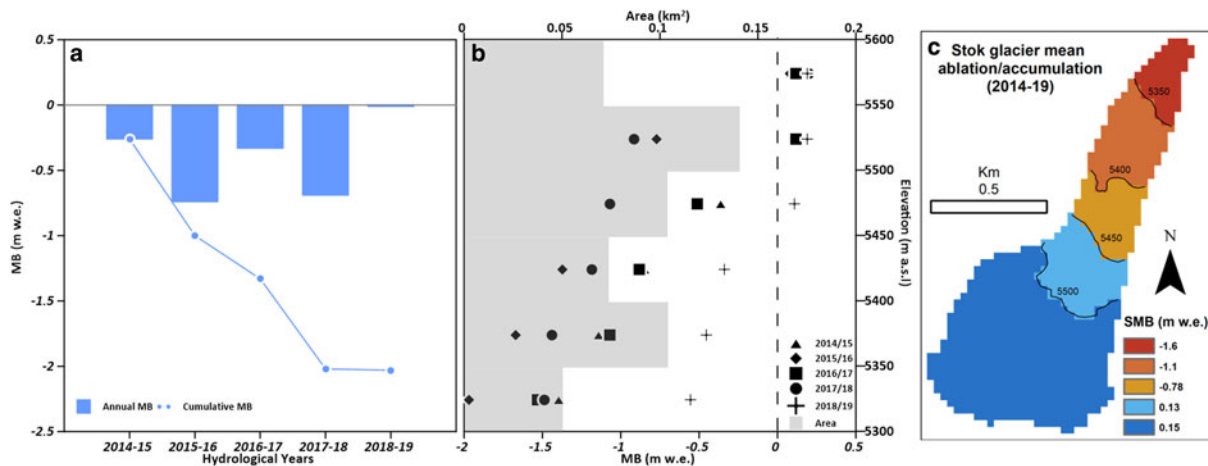 a
0.5
0
-0.5
-1
-1.5
-2
-2.5
MB (m w.e.)
Annual MB
Cumulative MB
2014-15 2015-16 2016-17 2017-18 2018-19
Hydrological Years
b
Area (km²)
0 0.05 0.1 0.15 0.2
5600
5550
5500
5450
5400
5350
5300
Elevation (m a.s.l)
2014/15
2015/16
2016/17
2017/18
2018/19
Area
-2 -1.5 -1 -0.5 0 0.5
MB (m w.e.)
c
Stok glacier mean
ablation/accumulation
(2014-19)
5350
5400
5450
5500
Km
0.5
N
SMB (m w.e.)
-1.6
-1.1
-0.78
0.13
0.15